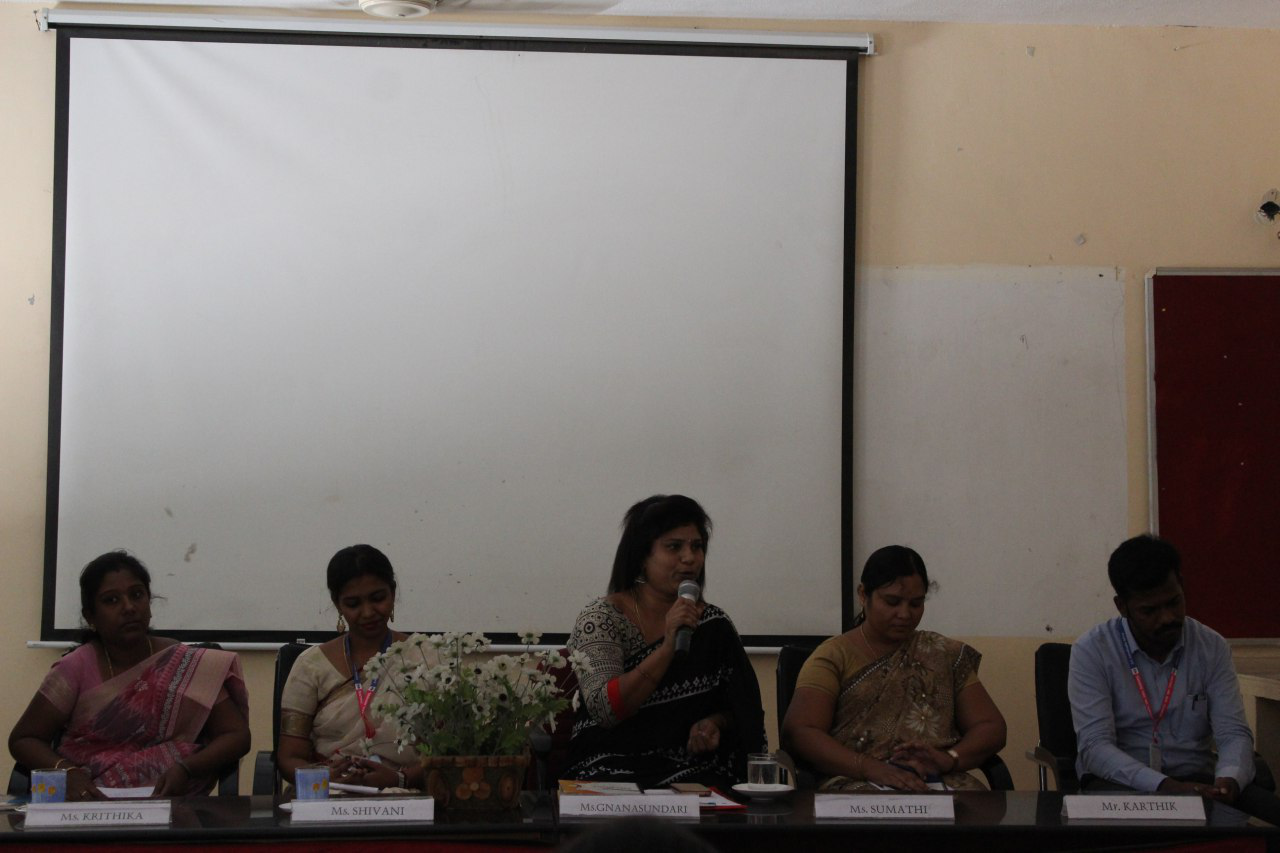 Ms. KRITHIKA
Ms. SHIVANI
Ms.GNANASUNDARI
Ms. SUMATHI
Mr. KARTHIK